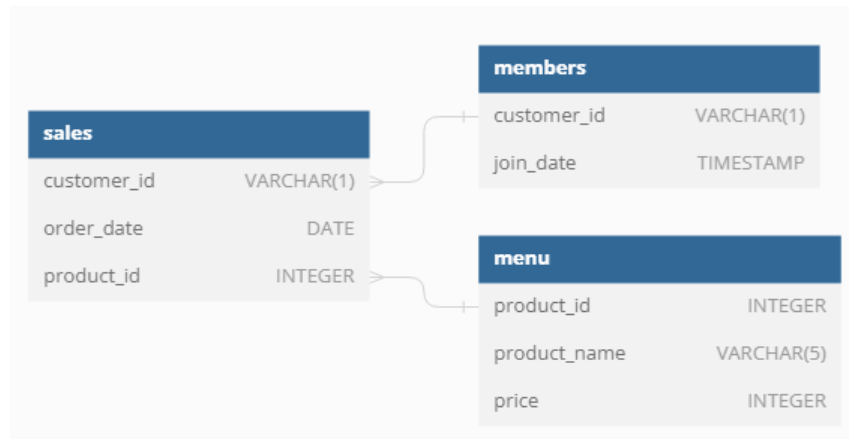 sales
customer_id VARCHAR(1)
order_date DATE
product_id INTEGER
members
customer_id VARCHAR(1)
join_date TIMESTAMP
menu
product_id INTEGER
product_name VARCHAR(5)
price INTEGER